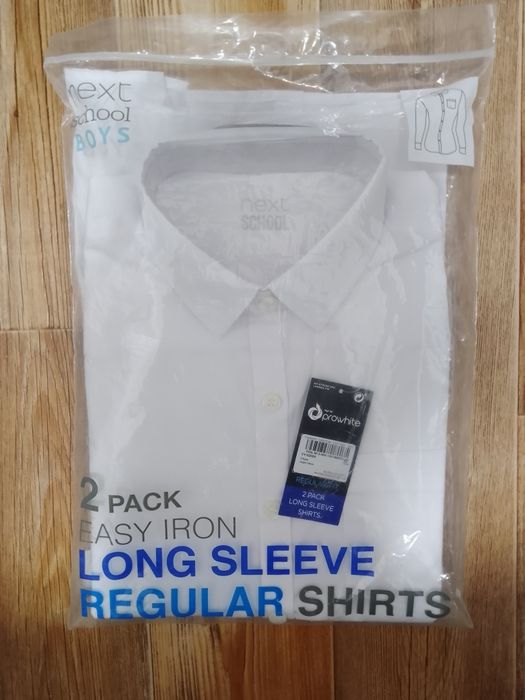 next
school
BOYS
next
SCHOOL
prowhite
REGULAR
2 PACK
LONG SLEEVE
SHIRTS.
2 PACK
EASY IRON
LONG SLEEVE
REGULAR SHIRTS